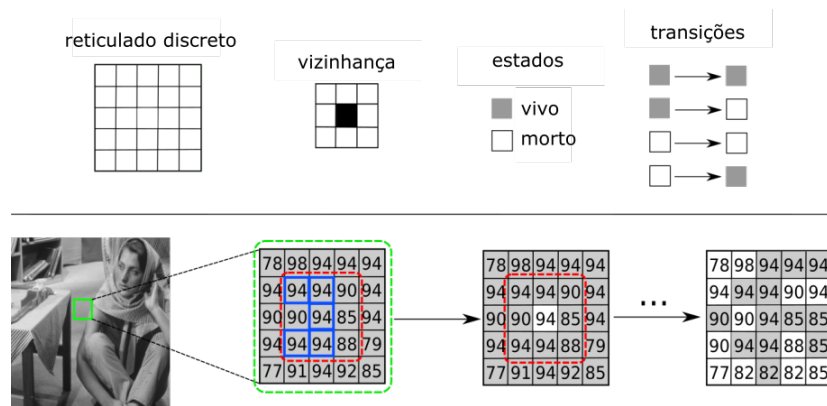 reticulado discreto
vizinhança
estados
transições
vivo
morto
78 98 94 94 94
94 94 94 90 94
90 90 94 85 94
94 94 94 88 79
77 91 94 92 85
78 98 94 94 94
94 94 94 90 94
90 90 94 85 94
94 94 94 88 79
77 91 94 92 85
...
78 98 94 94 94
94 94 94 90 94
90 90 94 85 85
90 94 94 88 85
77 82 82 82 85